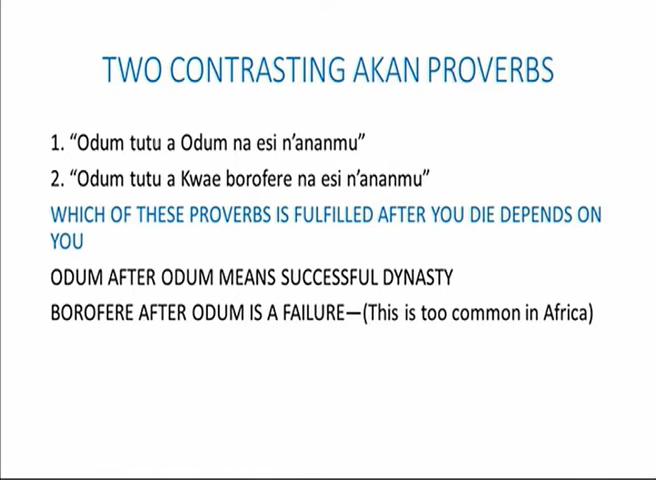 TWO CONTRASTING AKAN PROVERBS
1. “Odum tutu a Odum na esi n’ananmu”
2. “Odum tutu a Kwae borofere na esi n’ananmu”
WHICH OF THESE PROVERBS IS FULFILLED AFTER YOU DIE DEPENDS ON
YOU
ODUM AFTER ODUM MEANS SUCCESSFUL DYNASTY
BOROFERE AFTER ODUM IS A FAILURE—(This is too common in Africa)